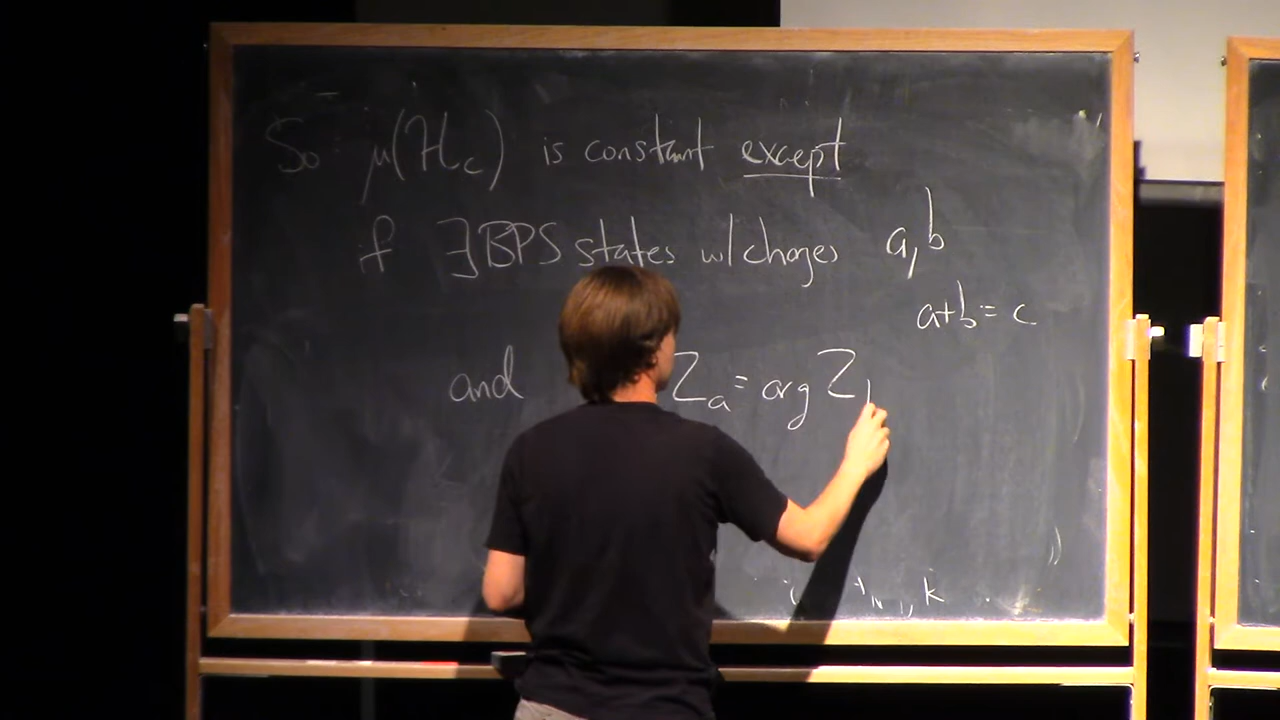 So μ(ℋ_c) is constant except
if ∃ BPS states w/ charges a, b
a+b = c
and Z_a = arg Z
k